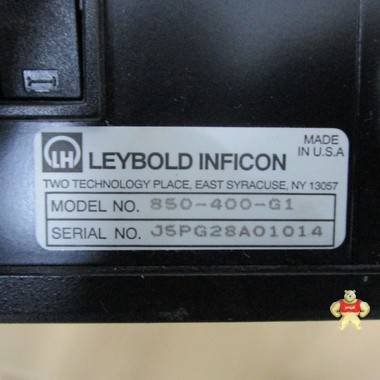 LH LEYBOLD INFICON
MADE
IN U.S.A
TWO TECHNOLOGY PLACE, EAST SYRACUSE, NY 13057
MODEL NO. 850-400-G1
SERIAL NO. J5PG28A01014